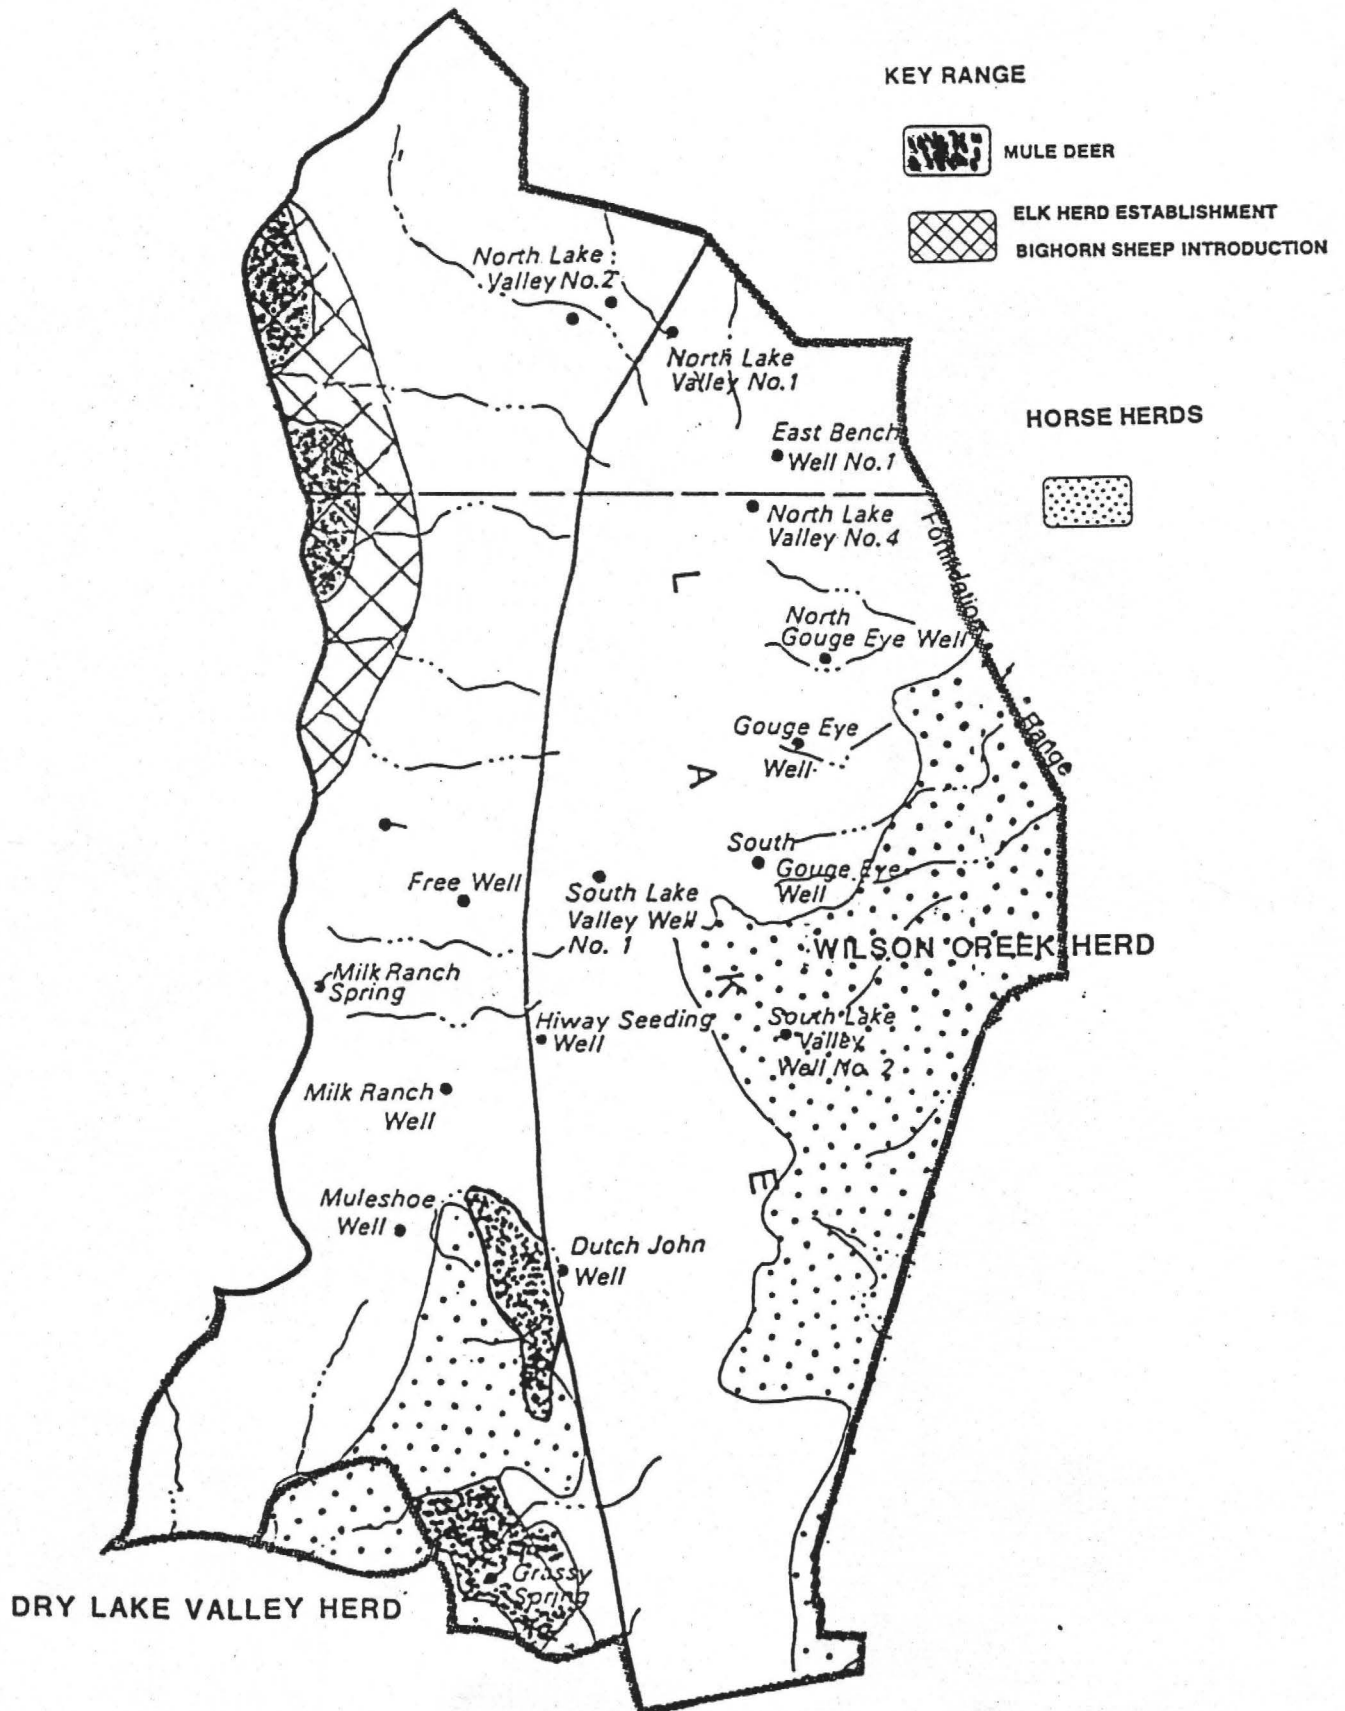 KEY RANGE
MULE DEER
ELK HERD ESTABLISHMENT
BIGHORN SHEEP INTRODUCTION
HORSE HERDS
North Lake
Valley No.2
North Lake
Valley No.1
East Bench
Well No.1
North Lake
Valley No.4
Formdation
Range
L
North
Gouge Eye Well
Gouge Eye
Well
A
South
Gouge Eye
Well
Free Well
South Lake
Valley Well
No. 1
WILSON CREEK HERD
Milk Ranch
Spring
K
Hiway Seeding
Well
South Lake
Valley
Well No. 2
Milk Ranch
Well
E
Muleshoe
Well
Dutch John
Well
Grassy
Spring
DRY LAKE VALLEY HERD